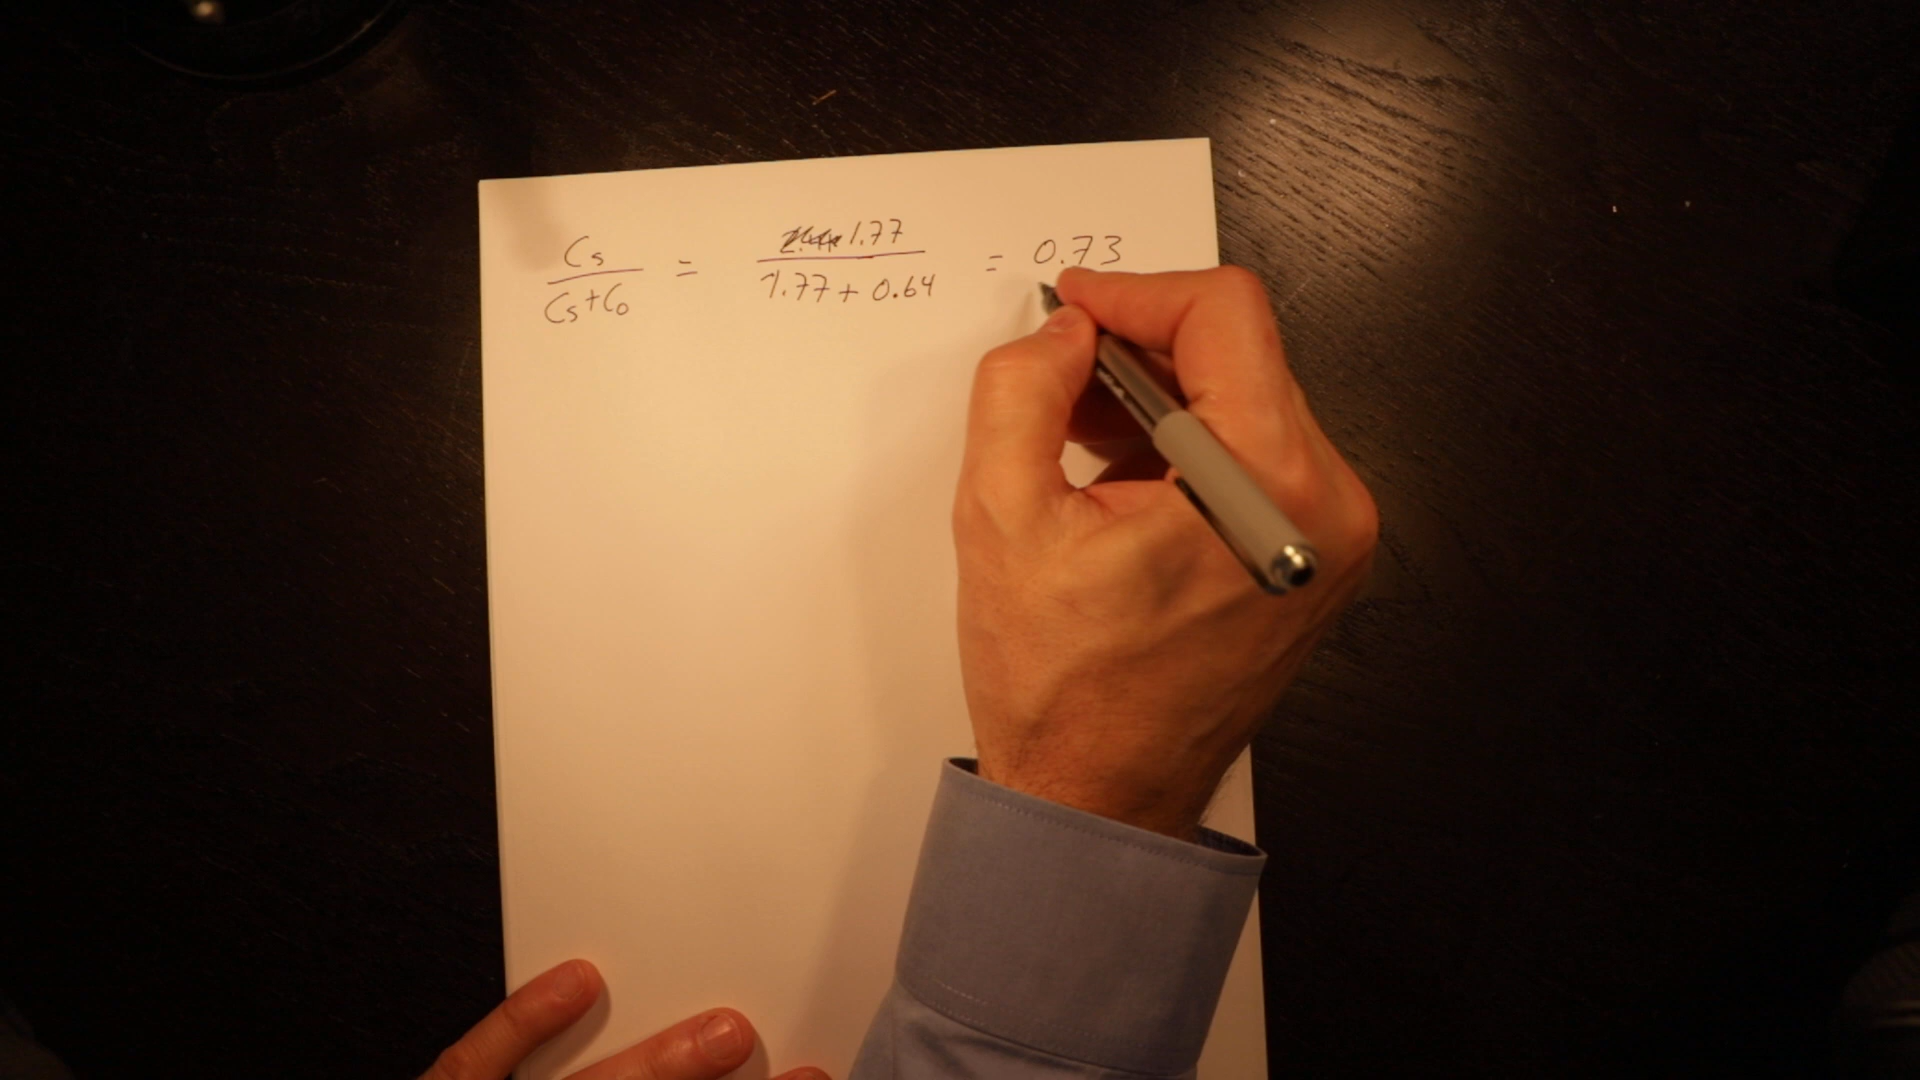 Cs / (Cs+Co) = 1.77 / (1.77+0.64) = 0.73